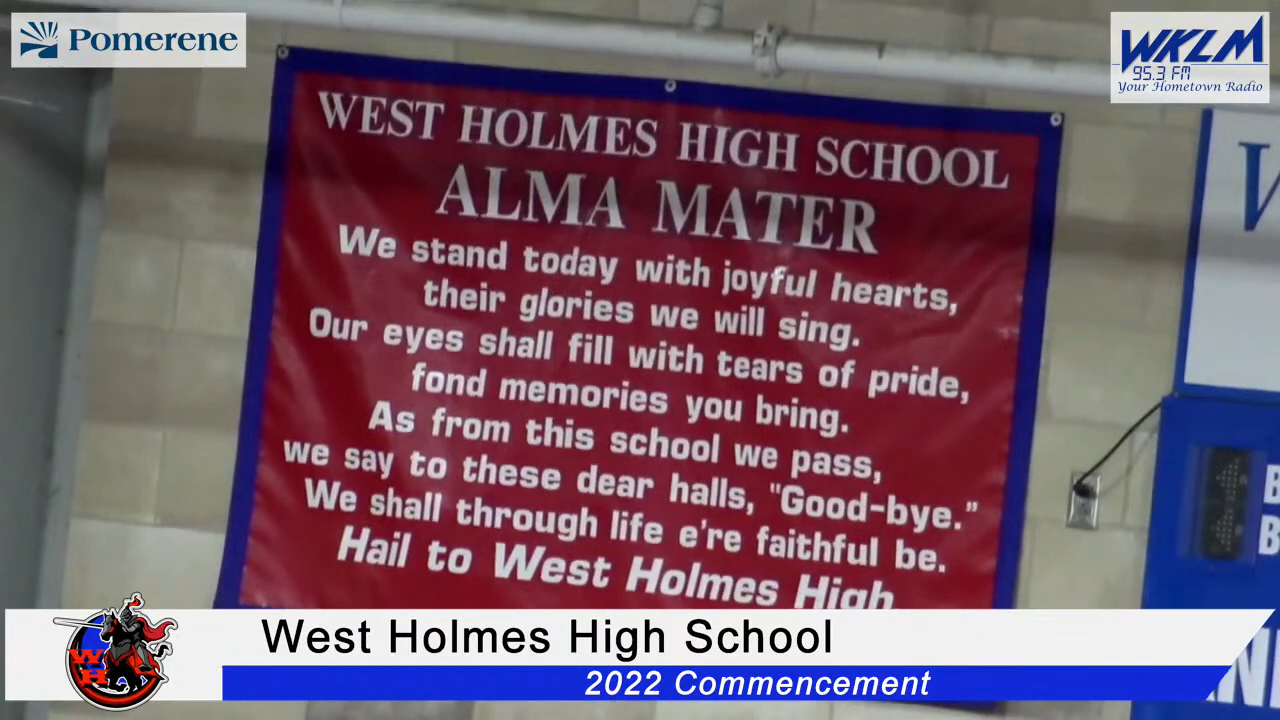 Pomerene
WKLM
95.3 FM
Your Hometown Radio
WEST HOLMES HIGH SCHOOL
ALMA MATER
We stand today with joyful hearts,
their glories we will sing.
Our eyes shall fill with tears of pride,
fond memories you bring.
As from this school we pass,
we say to these dear halls, "Good-bye."
We shall through life e're faithful be.
Hail to West Holmes High
WH
West Holmes High School
2022 Commencement